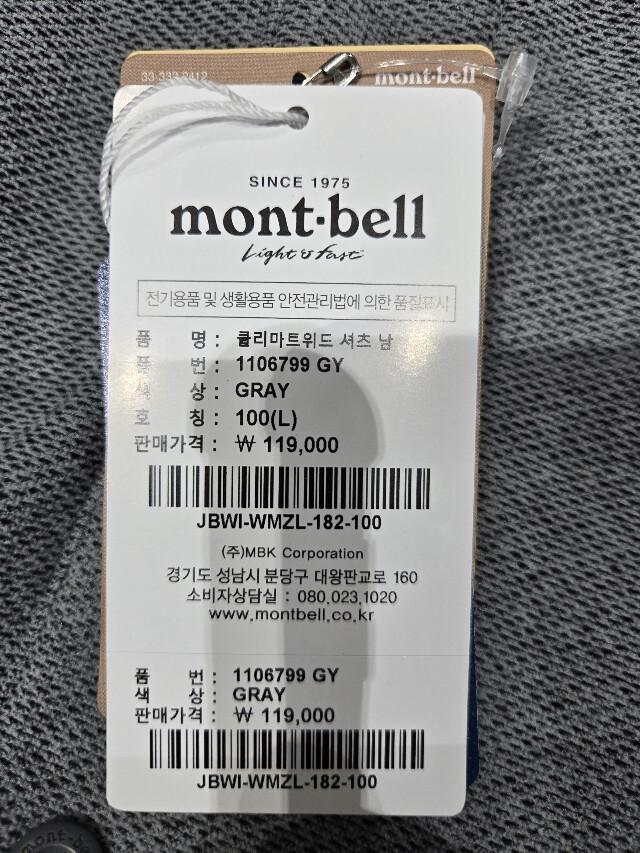 33-333 2412
mont-bell
SINCE 1975
mont-bell
Light & Fast
전기용품 및 생활용품 안전관리법에 의한 품질표시
품 명 : 클리마트위드 셔츠 남
품 번 : 1106799 GY
색 상 : GRAY
호 칭 : 100(L)
판매가격 : ₩ 119,000
JBWI-WMZL-182-100
(주)MBK Corporation
경기도 성남시 분당구 대왕판교로 160
소비자상담실 : 080.023.1020
www.montbell.co.kr
품 번 : 1106799 GY
색 상 : GRAY
판매가격 : ₩ 119,000
JBWI-WMZL-182-100